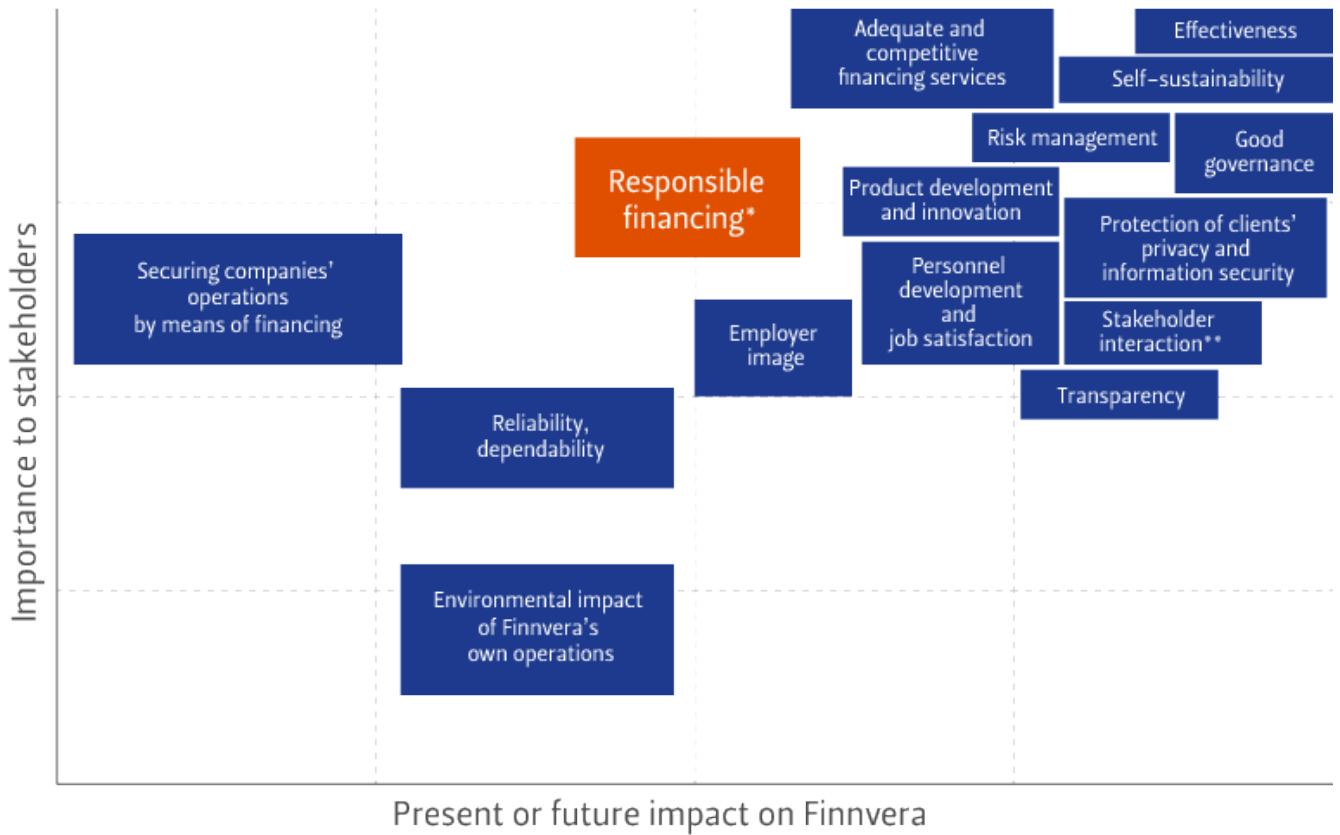 Importance to stakeholders
Adequate and
competitive
financing services
Effectiveness
Self-sustainability
Risk management
Good
governance
Responsible
financing*
Product development
and innovation
Protection of clients’
privacy and
information security
Securing companies’
operations
by means of financing
Personnel
development
and
job satisfaction
Employer
image
Stakeholder
interaction**
Transparency
Reliability,
dependability
Environmental impact
of Finnvera’s
own operations
Present or future impact on Finnvera